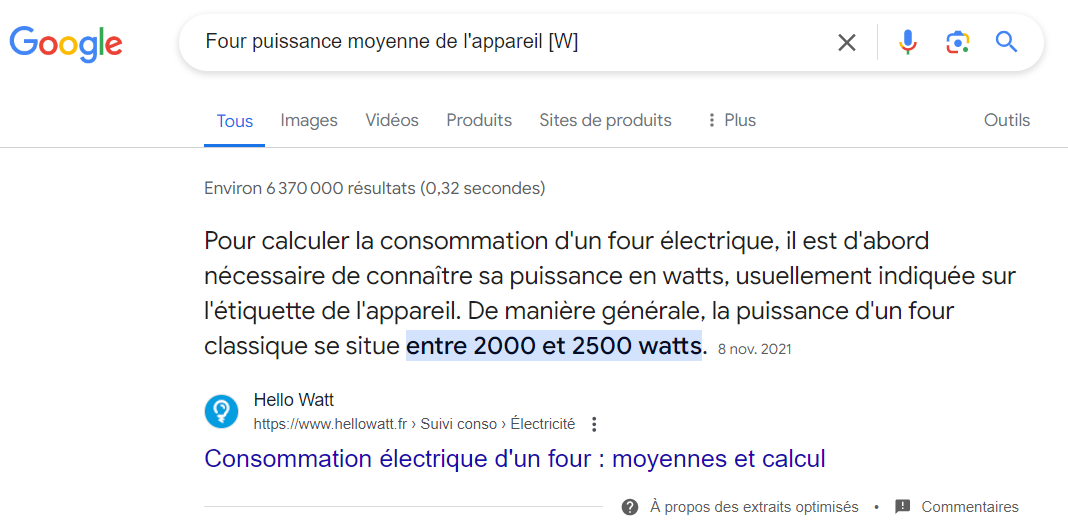 Google
Four puissance moyenne de l'appareil [W]
Tous Images Vidéos Produits Sites de produits Plus Outils
Environ 6 370 000 résultats (0,32 secondes)
Pour calculer la consommation d'un four électrique, il est d'abord
nécessaire de connaître sa puissance en watts, usuellement indiquée sur
l'étiquette de l'appareil. De manière générale, la puissance d'un four
classique se situe entre 2000 et 2500 watts. 8 nov. 2021
Hello Watt
https://www.hellowatt.fr › Suivi conso › Électricité
Consommation électrique d'un four : moyennes et calcul
À propos des extraits optimisés • Commentaires